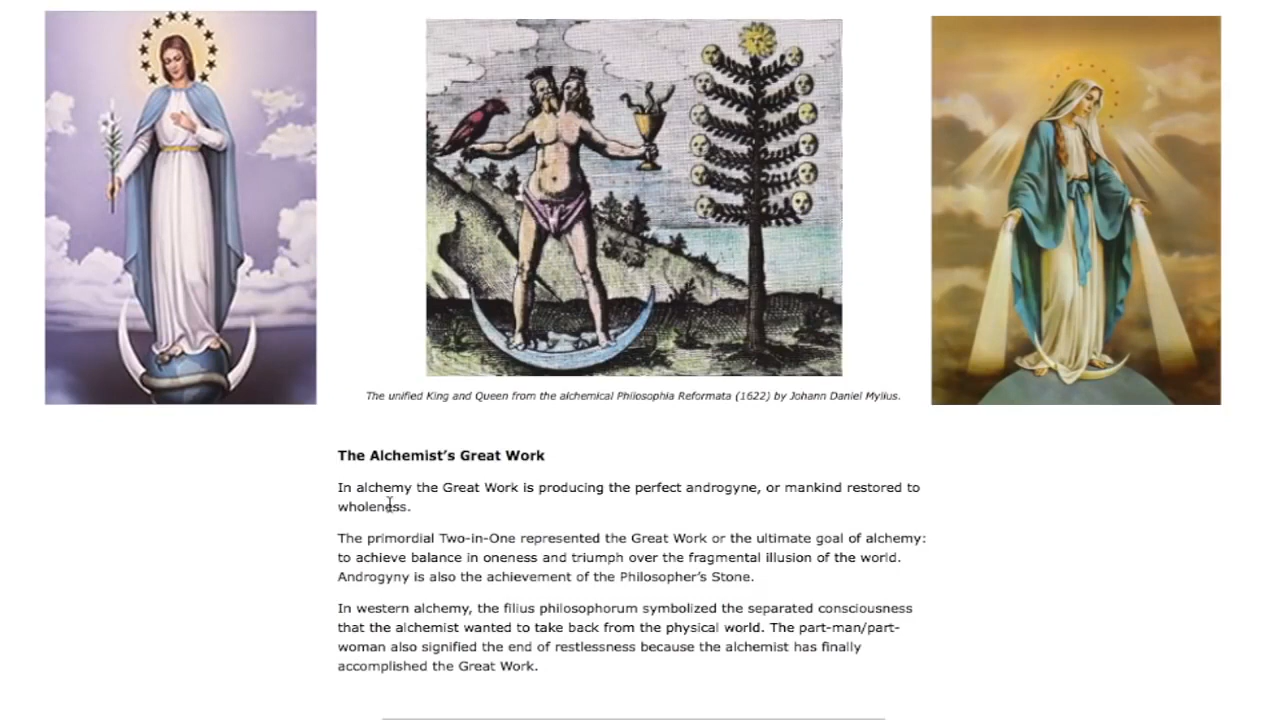 The unified King and Queen from the alchemical Philosophia Reformata (1622) by Johann Daniel Mylius.
The Alchemist’s Great Work
In alchemy the Great Work is producing the perfect androgyne, or mankind restored to
wholeness.
The primordial Two-in-One represented the Great Work or the ultimate goal of alchemy:
to achieve balance in oneness and triumph over the fragmental illusion of the world.
Androgyny is also the achievement of the Philosopher’s Stone.
In western alchemy, the filius philosophorum symbolized the separated consciousness
that the alchemist wanted to take back from the physical world. The part-man/part-
woman also signified the end of restlessness because the alchemist has finally
accomplished the Great Work.